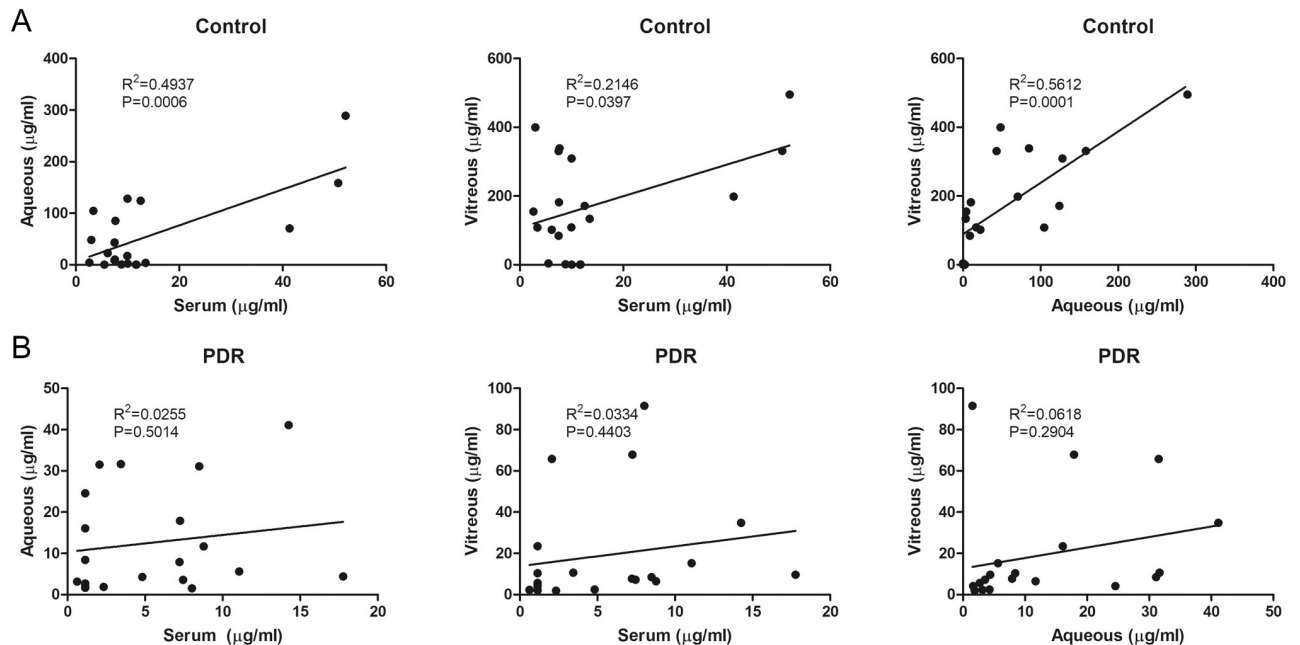 A
Control
Control
Control
R²=0.4937
P=0.0006
R²=0.2146
P=0.0397
R²=0.5612
P=0.0001
Aqueous (μg/ml)
400
300
200
100
0
0 20 40 60
Serum (μg/ml)
Vitreous (μg/ml)
600
400
200
0
0 20 40 60
Serum (μg/ml)
Vitreous (μg/ml)
600
400
200
0
0 100 200 300 400
Aqueous (μg/ml)
B
PDR
PDR
PDR
R²=0.0255
P=0.5014
R²=0.0334
P=0.4403
R²=0.0618
P=0.2904
Aqueous (μg/ml)
50
40
30
20
10
0
0 5 10 15 20
Serum (μg/ml)
Vitreous (μg/ml)
100
80
60
40
20
0
0 5 10 15 20
Serum (μg/ml)
Vitreous (μg/ml)
100
80
60
40
20
0
0 10 20 30 40 50
Aqueous (μg/ml)